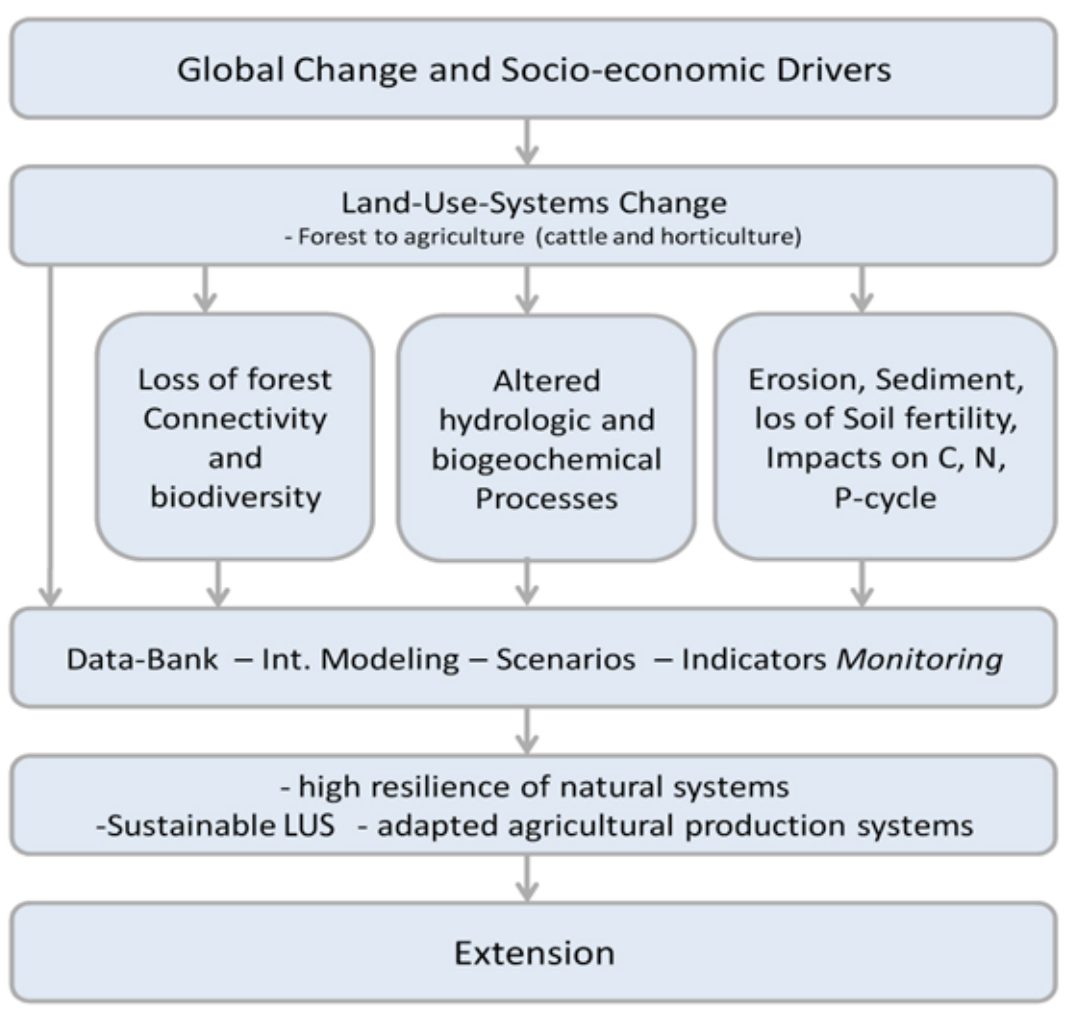 Global Change and Socio-economic Drivers
Land-Use-Systems Change
- Forest to agriculture (cattle and horticulture)
Loss of forest
Connectivity
and
biodiversity
Altered
hydrologic and
biogeochemical
Processes
Erosion, Sediment,
los of Soil fertility,
Impacts on C, N,
P-cycle
Data-Bank – Int. Modeling – Scenarios – Indicators Monitoring
- high resilience of natural systems
-Sustainable LUS - adapted agricultural production systems
Extension